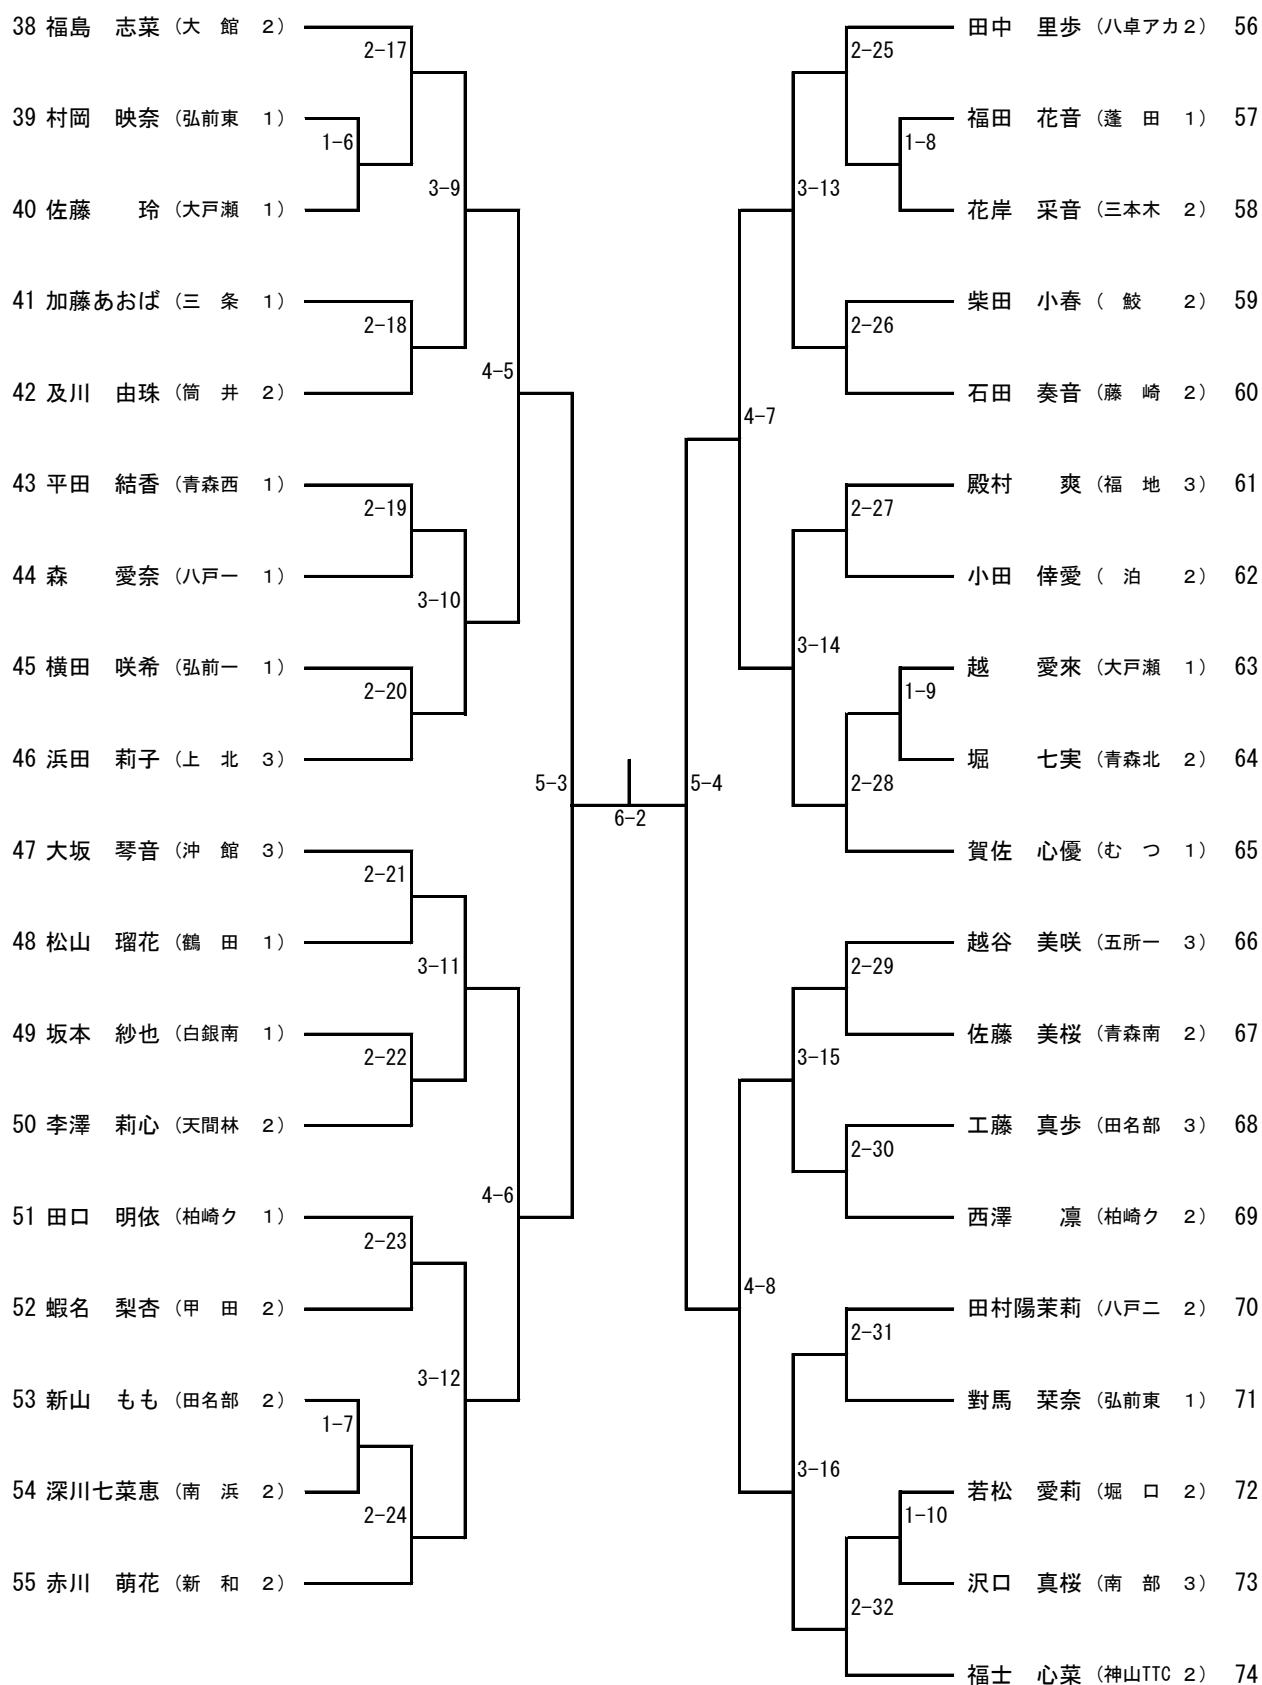 38 福島　志菜（大　館　2）
2-17
39 村岡　映奈（弘前東　1）
1-6
40 佐藤　　玲（大戸瀬　1）
3-9
41 加藤あおば（三　条　1）
2-18
42 及川　由珠（筒　井　2）
4-5
43 平田　結香（青森西　1）
2-19
44 森　　愛奈（八戸一　1）
3-10
45 横田　咲希（弘前一　1）
2-20
46 浜田　莉子（上　北　3）
5-3
47 大坂　琴音（沖　館　3）
2-21
48 松山　瑠花（鶴　田　1）
3-11
49 坂本　紗也（白銀南　1）
2-22
50 李澤　莉心（天間林　2）
4-6
51 田口　明依（柏崎ク　1）
2-23
52 蝦名　梨杏（甲　田　2）
3-12
53 新山　もも（田名部　2）
1-7
54 深川七菜恵（南　浜　2）
2-24
55 赤川　萌花（新　和　2）
6-2
田中　里歩（八卓アカ2） 56
2-25
福田　花音（蓬　田　1） 57
1-8
花岸　采音（三本木　2） 58
3-13
柴田　小春（　鮫　　2） 59
2-26
石田　奏音（藤　崎　2） 60
4-7
殿村　　爽（福　地　3） 61
2-27
小田　倖愛（　泊　　2） 62
3-14
越　　愛來（大戸瀬　1） 63
1-9
堀　　七実（青森北　2） 64
2-28
5-4
賀佐　心優（む　つ　1） 65
越谷　美咲（五所一　3） 66
2-29
佐藤　美桜（青森南　2） 67
3-15
工藤　真歩（田名部　3） 68
2-30
西澤　　凛（柏崎ク　2） 69
4-8
田村陽茉莉（八戸二　2） 70
2-31
對馬　栞奈（弘前東　1） 71
3-16
若松　愛莉（堀　口　2） 72
1-10
沢口　真桜（南　部　3） 73
2-32
福士　心菜（神山TTC 2） 74